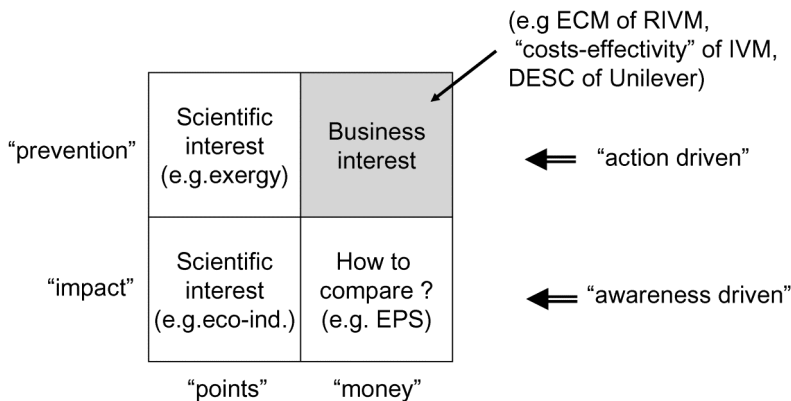 (e.g ECM of RIVM,
“costs-effectivity” of IVM,
DESC of Unilever)
“prevention”
Scientific
interest
(e.g.exergy)
Business
interest
“action driven”
“impact”
Scientific
interest
(e.g.eco-ind.)
How to
compare ?
(e.g. EPS)
“awareness driven”
“points”
“money”